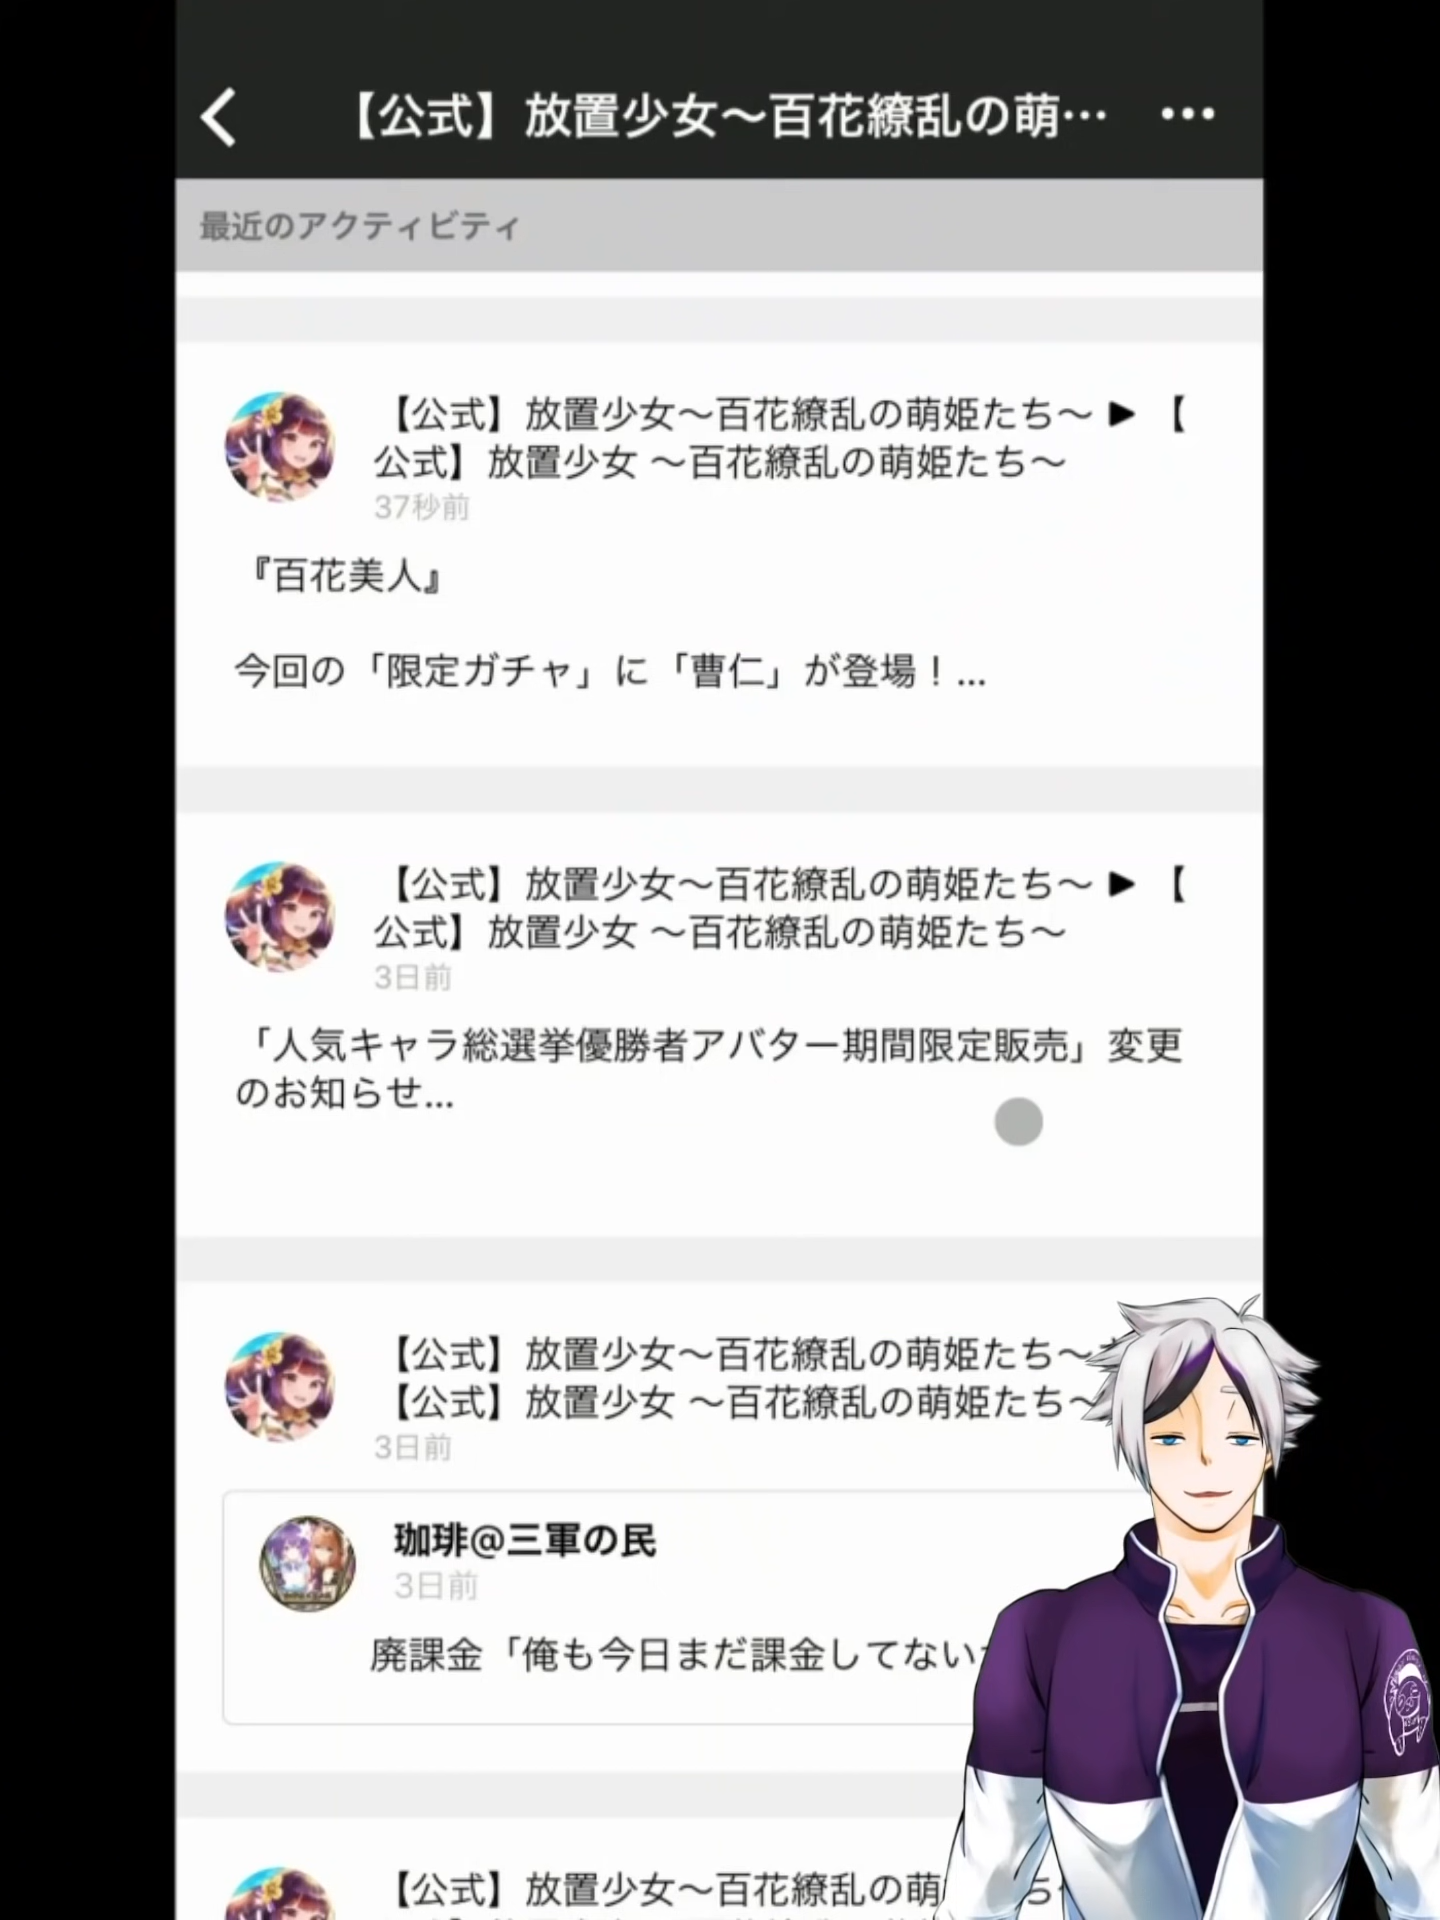 【公式】放置少女～百花繚乱の萌…
最近のアクティビティ
【公式】放置少女～百花繚乱の萌姫たち～ ▶ 【
公式】放置少女 ～百花繚乱の萌姫たち～
37秒前
『百花美人』
今回の「限定ガチャ」に「曹仁」が登場！...
【公式】放置少女～百花繚乱の萌姫たち～ ▶ 【
公式】放置少女 ～百花繚乱の萌姫たち～
3日前
「人気キャラ総選挙優勝者アバター期間限定販売」変更
のお知らせ...
【公式】放置少女～百花繚乱の萌姫たち～
【公式】放置少女 ～百花繚乱の萌姫たち～
3日前
珈琲@三軍の民
3日前
廃課金「俺も今日まだ課金してない
【公式】放置少女～百花繚乱の萌